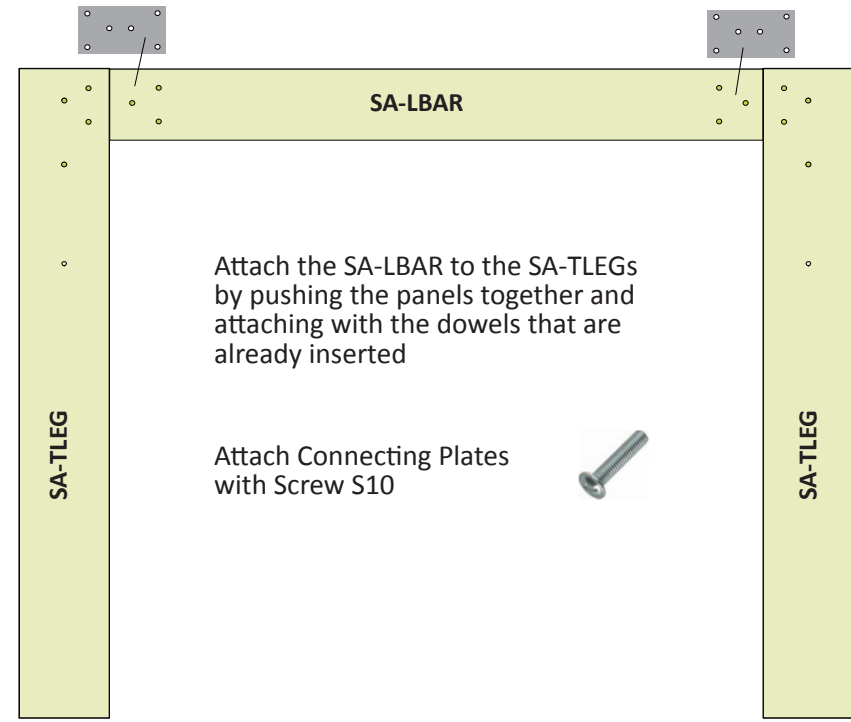 SA-LBAR
Attach the SA-LBAR to the SA-TLEGs
by pushing the panels together and
attaching with the dowels that are
already inserted
SA-TLEG
SA-TLEG
Attach Connecting Plates
with Screw S10